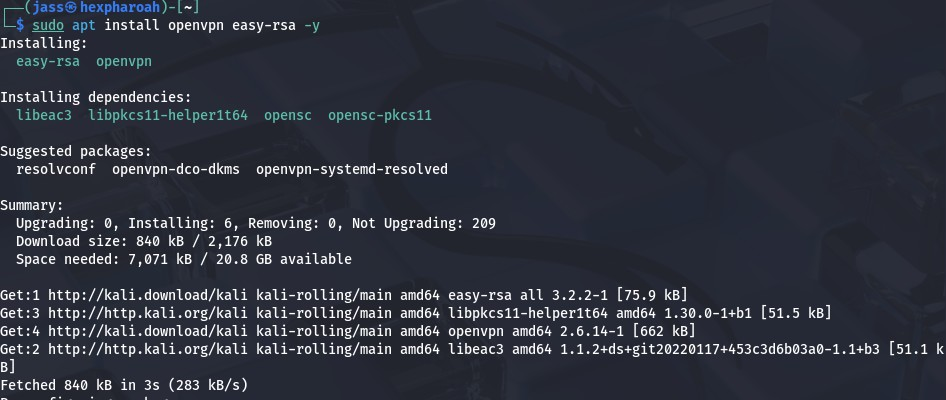 ┌──(jass㉿hexpharoah)-[~]
└─$ sudo apt install openvpn easy-rsa -y
Installing:
  easy-rsa  openvpn

Installing dependencies:
  libeac3  libpkcs11-helper1t64  opensc  opensc-pkcs11

Suggested packages:
  resolvconf  openvpn-dco-dkms  openvpn-systemd-resolved

Summary:
  Upgrading: 0, Installing: 6, Removing: 0, Not Upgrading: 209
  Download size: 840 kB / 2,176 kB
  Space needed: 7,071 kB / 20.8 GB available

Get:1 http://kali.download/kali kali-rolling/main amd64 easy-rsa all 3.2.2-1 [75.9 kB]
Get:3 http://http.kali.org/kali kali-rolling/main amd64 libpkcs11-helper1t64 amd64 1.30.0-1+b1 [51.5 kB]
Get:4 http://kali.download/kali kali-rolling/main amd64 openvpn amd64 2.6.14-1 [662 kB]
Get:2 http://http.kali.org/kali kali-rolling/main amd64 libeac3 amd64 1.1.2+ds+git20220117+453c3d6b03a0-1.1+b3 [51.1 k
B]
Fetched 840 kB in 3s (283 kB/s)